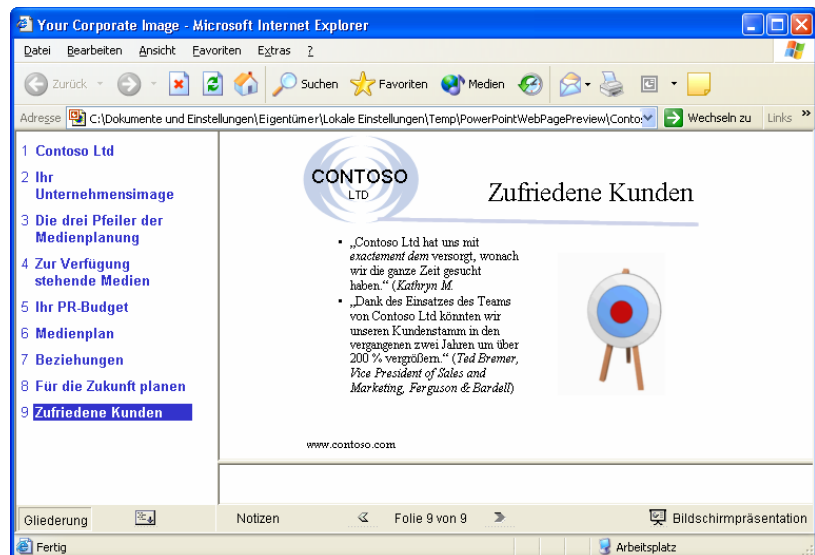 Your Corporate Image - Microsoft Internet Explorer
Datei Bearbeiten Ansicht Favoriten Extras ?
Zurück Suchen Favoriten Medien
Adresse C:\Dokumente und Einstellungen\Eigentümer\Lokale Einstellungen\Temp\PowerPointWebPagePreview\Contos Wechseln zu Links »
1 Contoso Ltd
2 Ihr
Unternehmensimage
3 Die drei Pfeiler der
Medienplanung
4 Zur Verfügung
stehende Medien
5 Ihr PR-Budget
6 Medienplan
7 Beziehungen
8 Für die Zukunft planen
9 Zufriedene Kunden
CONTOSO
LTD
Zufriedene Kunden
• „Contoso Ltd hat uns mit
exactement dem versorgt, wonach
wir die ganze Zeit gesucht
haben.“ (Kathryn M.
• „Dank des Einsatzes des Teams
von Contoso Ltd könnten wir
unseren Kundenstamm in den
vergangenen zwei Jahren um über
200 % vergrößern.“ (Ted Bremer,
Vice President of Sales and
Marketing, Ferguson & Bardell)
www.contoso.com
Gliederung Notizen Folie 9 von 9 Bildschirmpräsentation
Fertig Arbeitsplatz